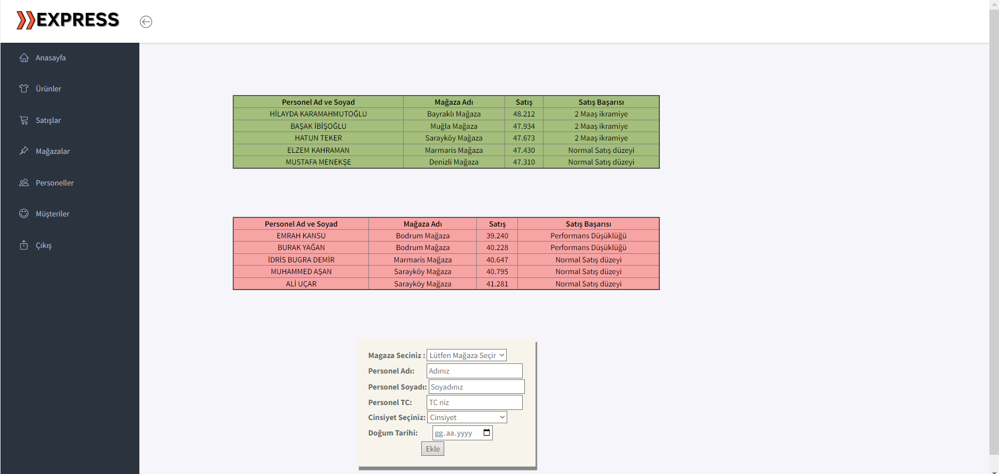 EXPRESS
Anasayfa
Ürünler
Satışlar
Mağazalar
Personeller
Müşteriler
Çıkış
Personel Ad ve Soyad Mağaza Adı Satış Satış Başarısı
HİLAYDA KARAMAHMUTOĞLU Bayraklı Mağaza 48.212 2 Maaş ikramiye
BAŞAK İBİŞOĞLU Muğla Mağaza 47.934 2 Maaş ikramiye
HATUN TEKER Sarayköy Mağaza 47.673 2 Maaş ikramiye
ELZEM KAHRAMAN Marmaris Mağaza 47.430 Normal Satış düzeyi
MUSTAFA MENEKŞE Denizli Mağaza 47.310 Normal Satış düzeyi
Personel Ad ve Soyad Mağaza Adı Satış Satış Başarısı
EMRAH KANSU Bodrum Mağaza 39.240 Performans Düşüklüğü
BURAK YAĞAN Bodrum Mağaza 40.228 Performans Düşüklüğü
İDRİS BUGRA DEMİR Marmaris Mağaza 40.647 Normal Satış düzeyi
MUHAMMED AŞAN Sarayköy Mağaza 40.795 Normal Satış düzeyi
ALİ UÇAR Sarayköy Mağaza 41.281 Normal Satış düzeyi
Magaza Seciniz : Lütfen Mağaza Seçir
Personel Adı: Adınız
Personel Soyadı: Soyadınız
Personel TC: TC niz
Cinsiyet Seçiniz: Cinsiyet
Doğum Tarihi: gg.aa.yyyy
Ekle